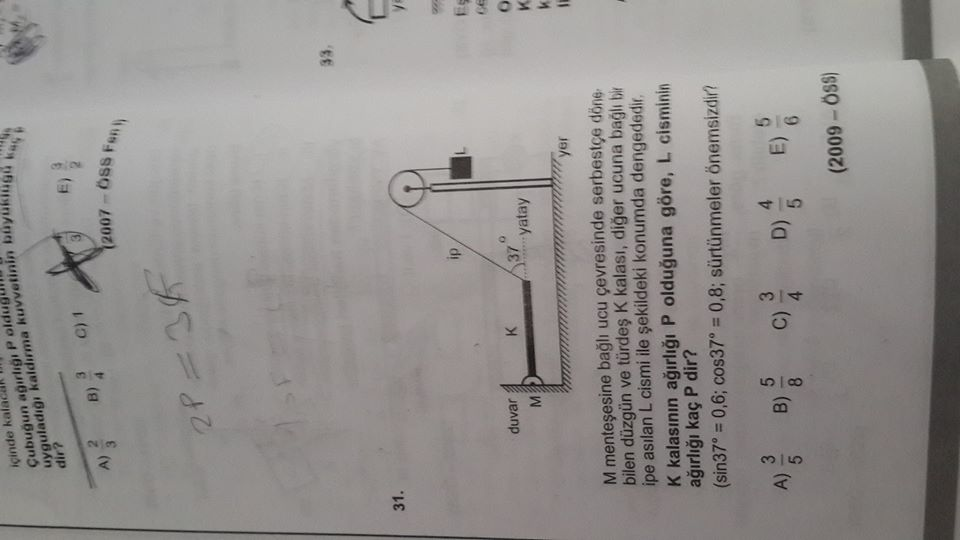 Çubuğun ağırlığı P olduğuna
uyguladığı kaldırma kuvvetinin büyüklüğü kaç P
dir?
A) 2/3 B) 3/4 C) 1 E) 3/2
(2007 – ÖSS Fen I)
2P = 3F
31.
duvar
M
K
ip
37°
yatay
L
yer
M menteşesine bağlı ucu çevresinde serbestçe döne-
bilen düzgün ve türdeş K kalası, diğer ucuna bağlı bir
ipe asılan L cismi ile şekildeki konumda dengededir.
K kalasının ağırlığı P olduğuna göre, L cisminin
ağırlığı kaç P dir?
(sin37° = 0,6; cos37° = 0,8; sürtünmeler önemsizdir?
A) 3/5 B) 5/8 C) 3/4 D) 4/5 E) 5/6
(2009 – ÖSS)
33.